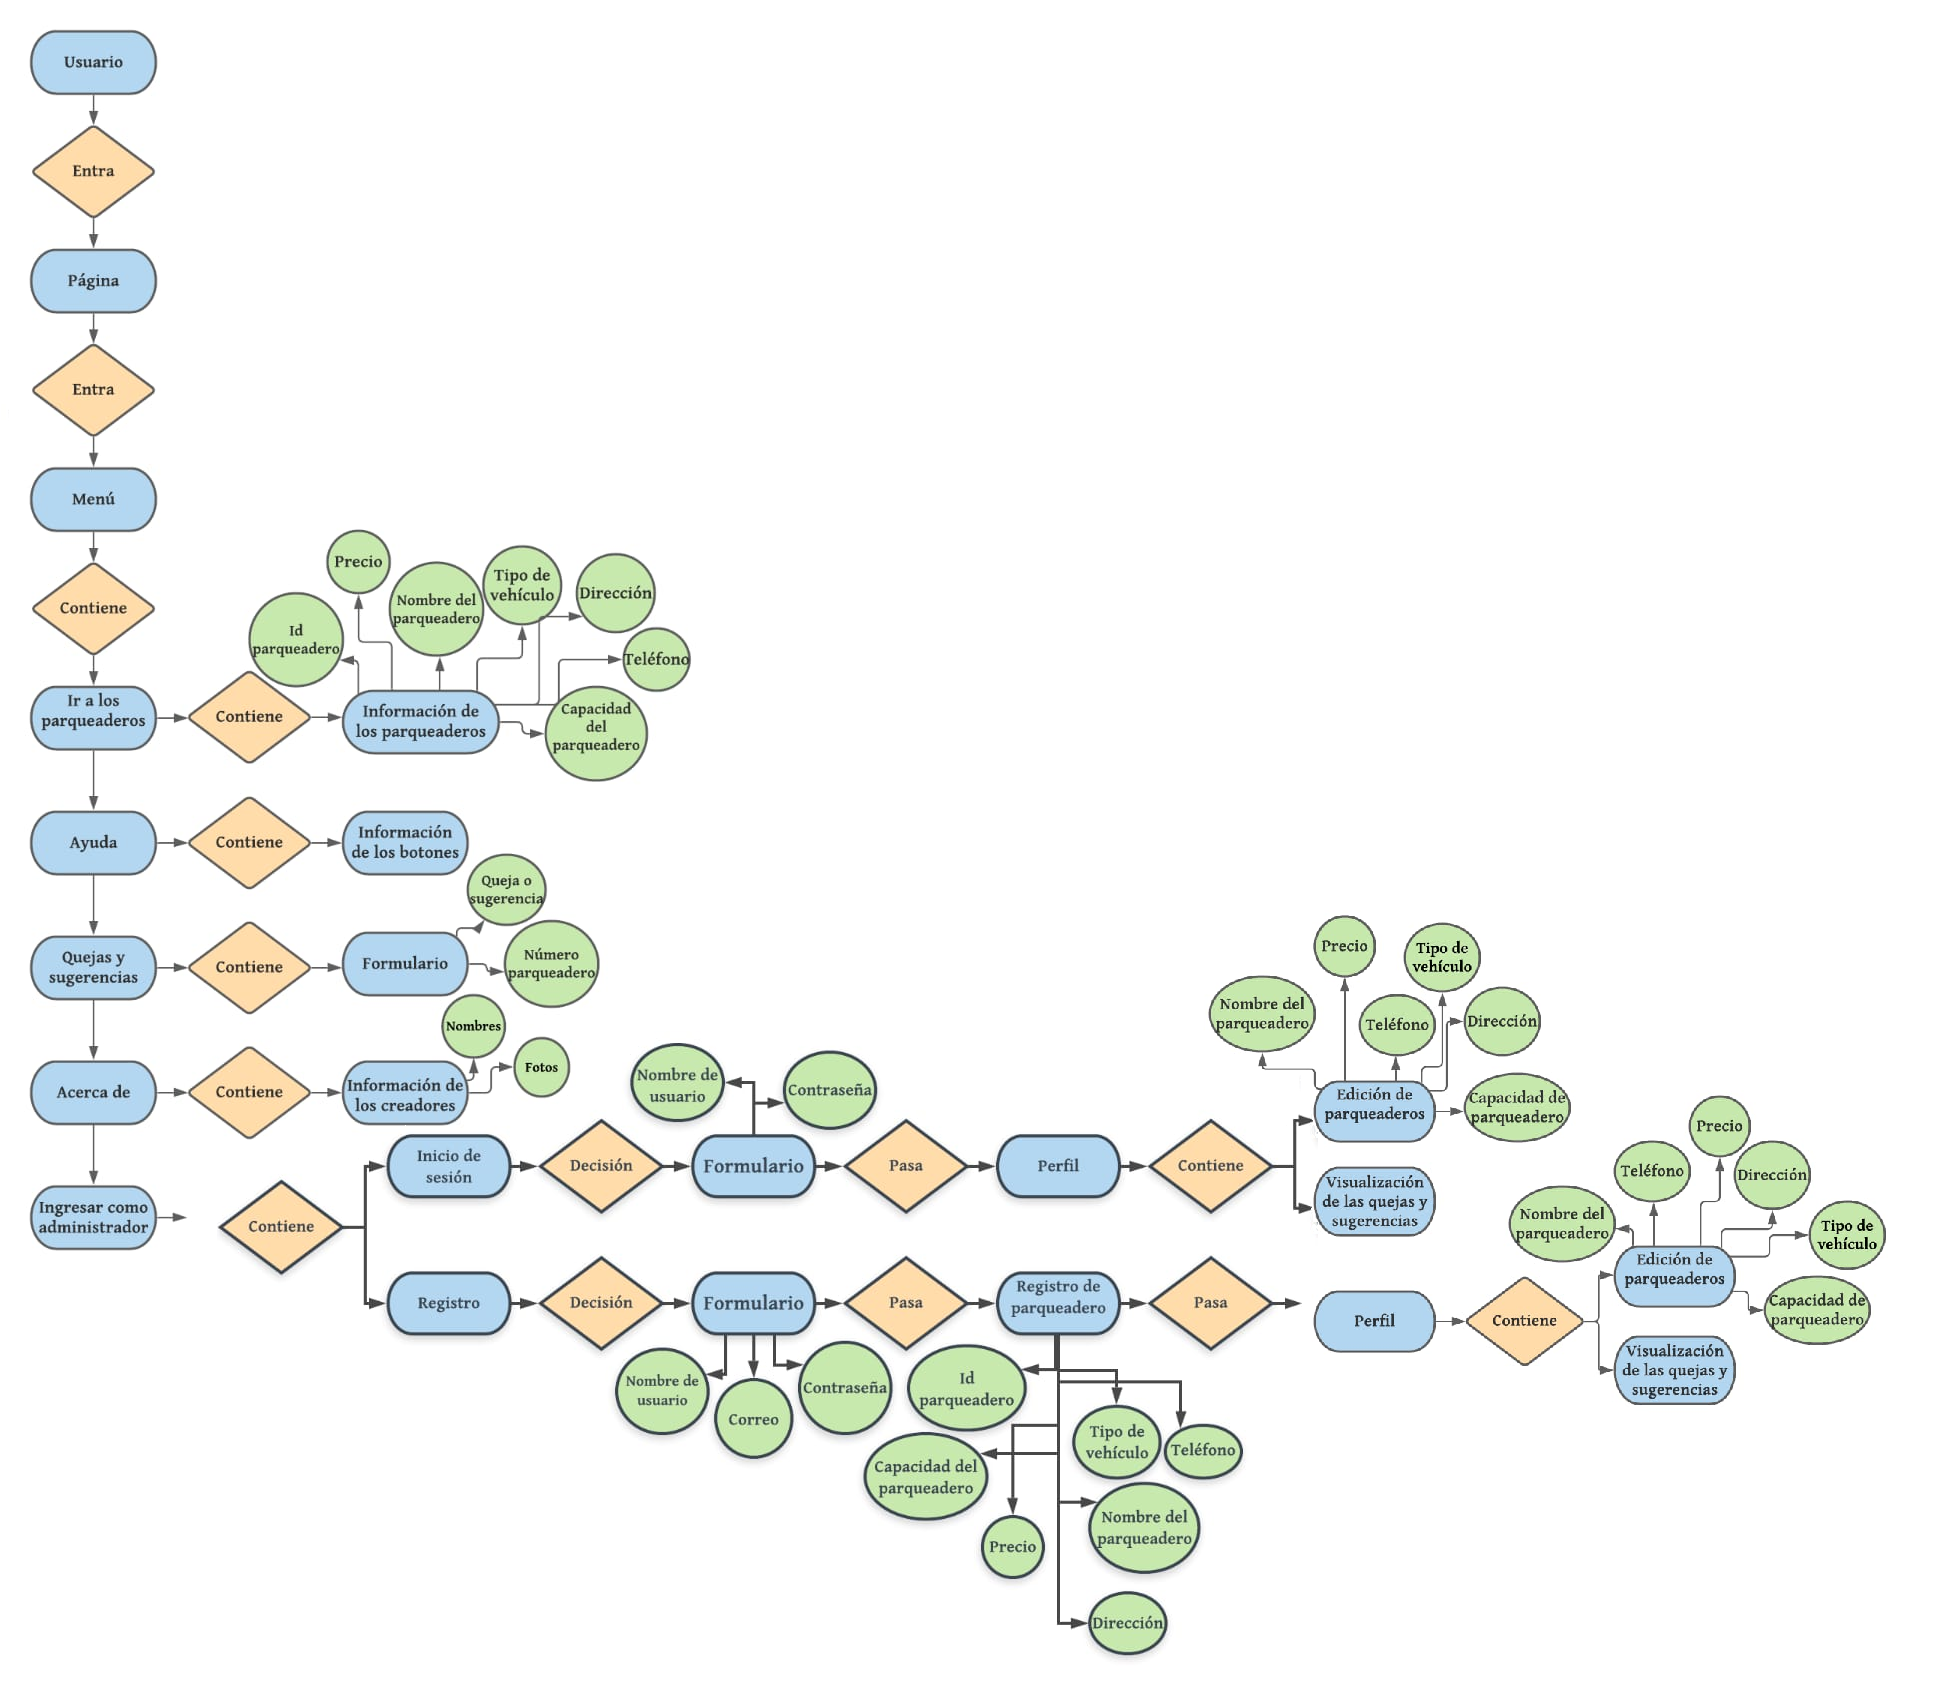 Usuario
Entra
Página
Entra
Menú
Contiene
Ir a los
parqueaderos
Contiene
Información de
los parqueaderos
Id
parqueadero
Precio
Nombre del
parqueadero
Tipo de
vehículo
Dirección
Teléfono
Capacidad
del
parqueadero
Ayuda
Contiene
Información
de los botones
Quejas y
sugerencias
Contiene
Formulario
Queja o
sugerencia
Número
parqueadero
Acerca de
Contiene
Información de
los creadores
Nombres
Fotos
Ingresar como
administrador
Contiene
Inicio de
sesión
Decisión
Formulario
Nombre de
usuario
Contraseña
Pasa
Perfil
Contiene
Edición de
parqueaderos
Nombre del
parqueadero
Precio
Teléfono
Tipo de
vehículo
Dirección
Capacidad de
parqueadero
Visualización
de las quejas y
sugerencias
Registro
Decisión
Formulario
Nombre de
usuario
Correo
Contraseña
Pasa
Registro de
parqueadero
Id
parqueadero
Tipo de
vehículo
Teléfono
Capacidad del
parqueadero
Nombre del
parqueadero
Precio
Dirección
Pasa
Perfil
Contiene
Edición de
parqueaderos
Nombre del
parqueadero
Teléfono
Precio
Dirección
Tipo de
vehículo
Capacidad de
parqueadero
Visualización
de las quejas y
sugerencias